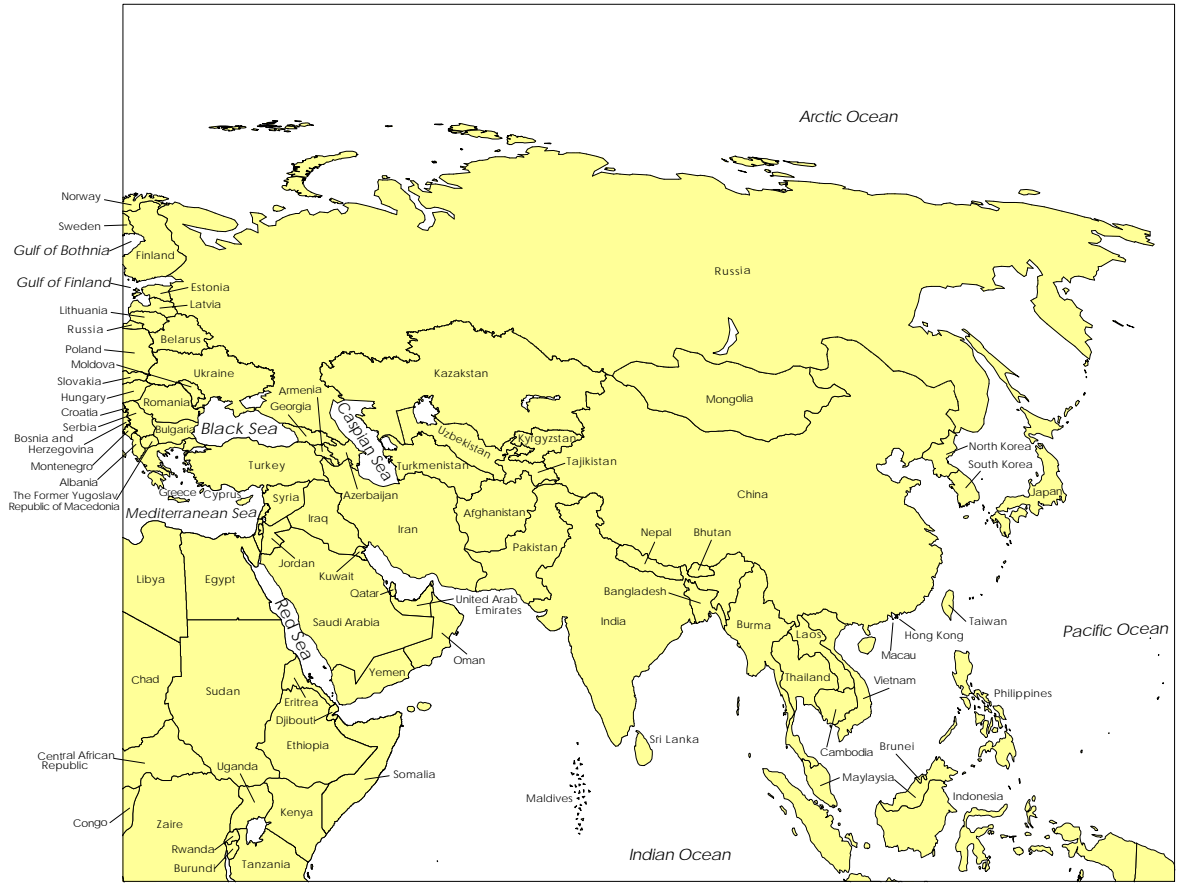 Arctic Ocean
Norway
Sweden
Gulf of Bothnia
Finland
Russia
Gulf of Finland
Estonia
Latvia
Lithuania
Russia
Belarus
Poland
Moldova
Ukraine
Kazakstan
Slovakia
Armenia
Hungary
Romania
Georgia
Mongolia
Croatia
Serbia
Bulgaria
Black Sea
Caspian Sea
Uzbekistan
Kyrgyzstan
Bosnia and
Herzegovina
North Korea
Montenegro
Turkey
Turkmenistan
Tajikistan
South Korea
Albania
Greece
Cyprus
Syria
Azerbaijan
China
Japan
The Former Yugoslav
Republic of Macedonia
Mediterranean Sea
Iraq
Iran
Afghanistan
Nepal
Bhutan
Pakistan
Jordan
Kuwait
Libya
Egypt
Qatar
United Arab
Emirates
Bangladesh
Red Sea
Saudi Arabia
India
Burma
Laos
Taiwan
Hong Kong
Pacific Ocean
Macau
Oman
Yemen
Chad
Sudan
Thailand
Vietnam
Eritrea
Philippines
Djibouti
Ethiopia
Sri Lanka
Cambodia
Brunei
Central African
Republic
Uganda
Somalia
Maylaysia
Maldives
Indonesia
Congo
Zaire
Kenya
Rwanda
Burundi
Tanzania
Indian Ocean